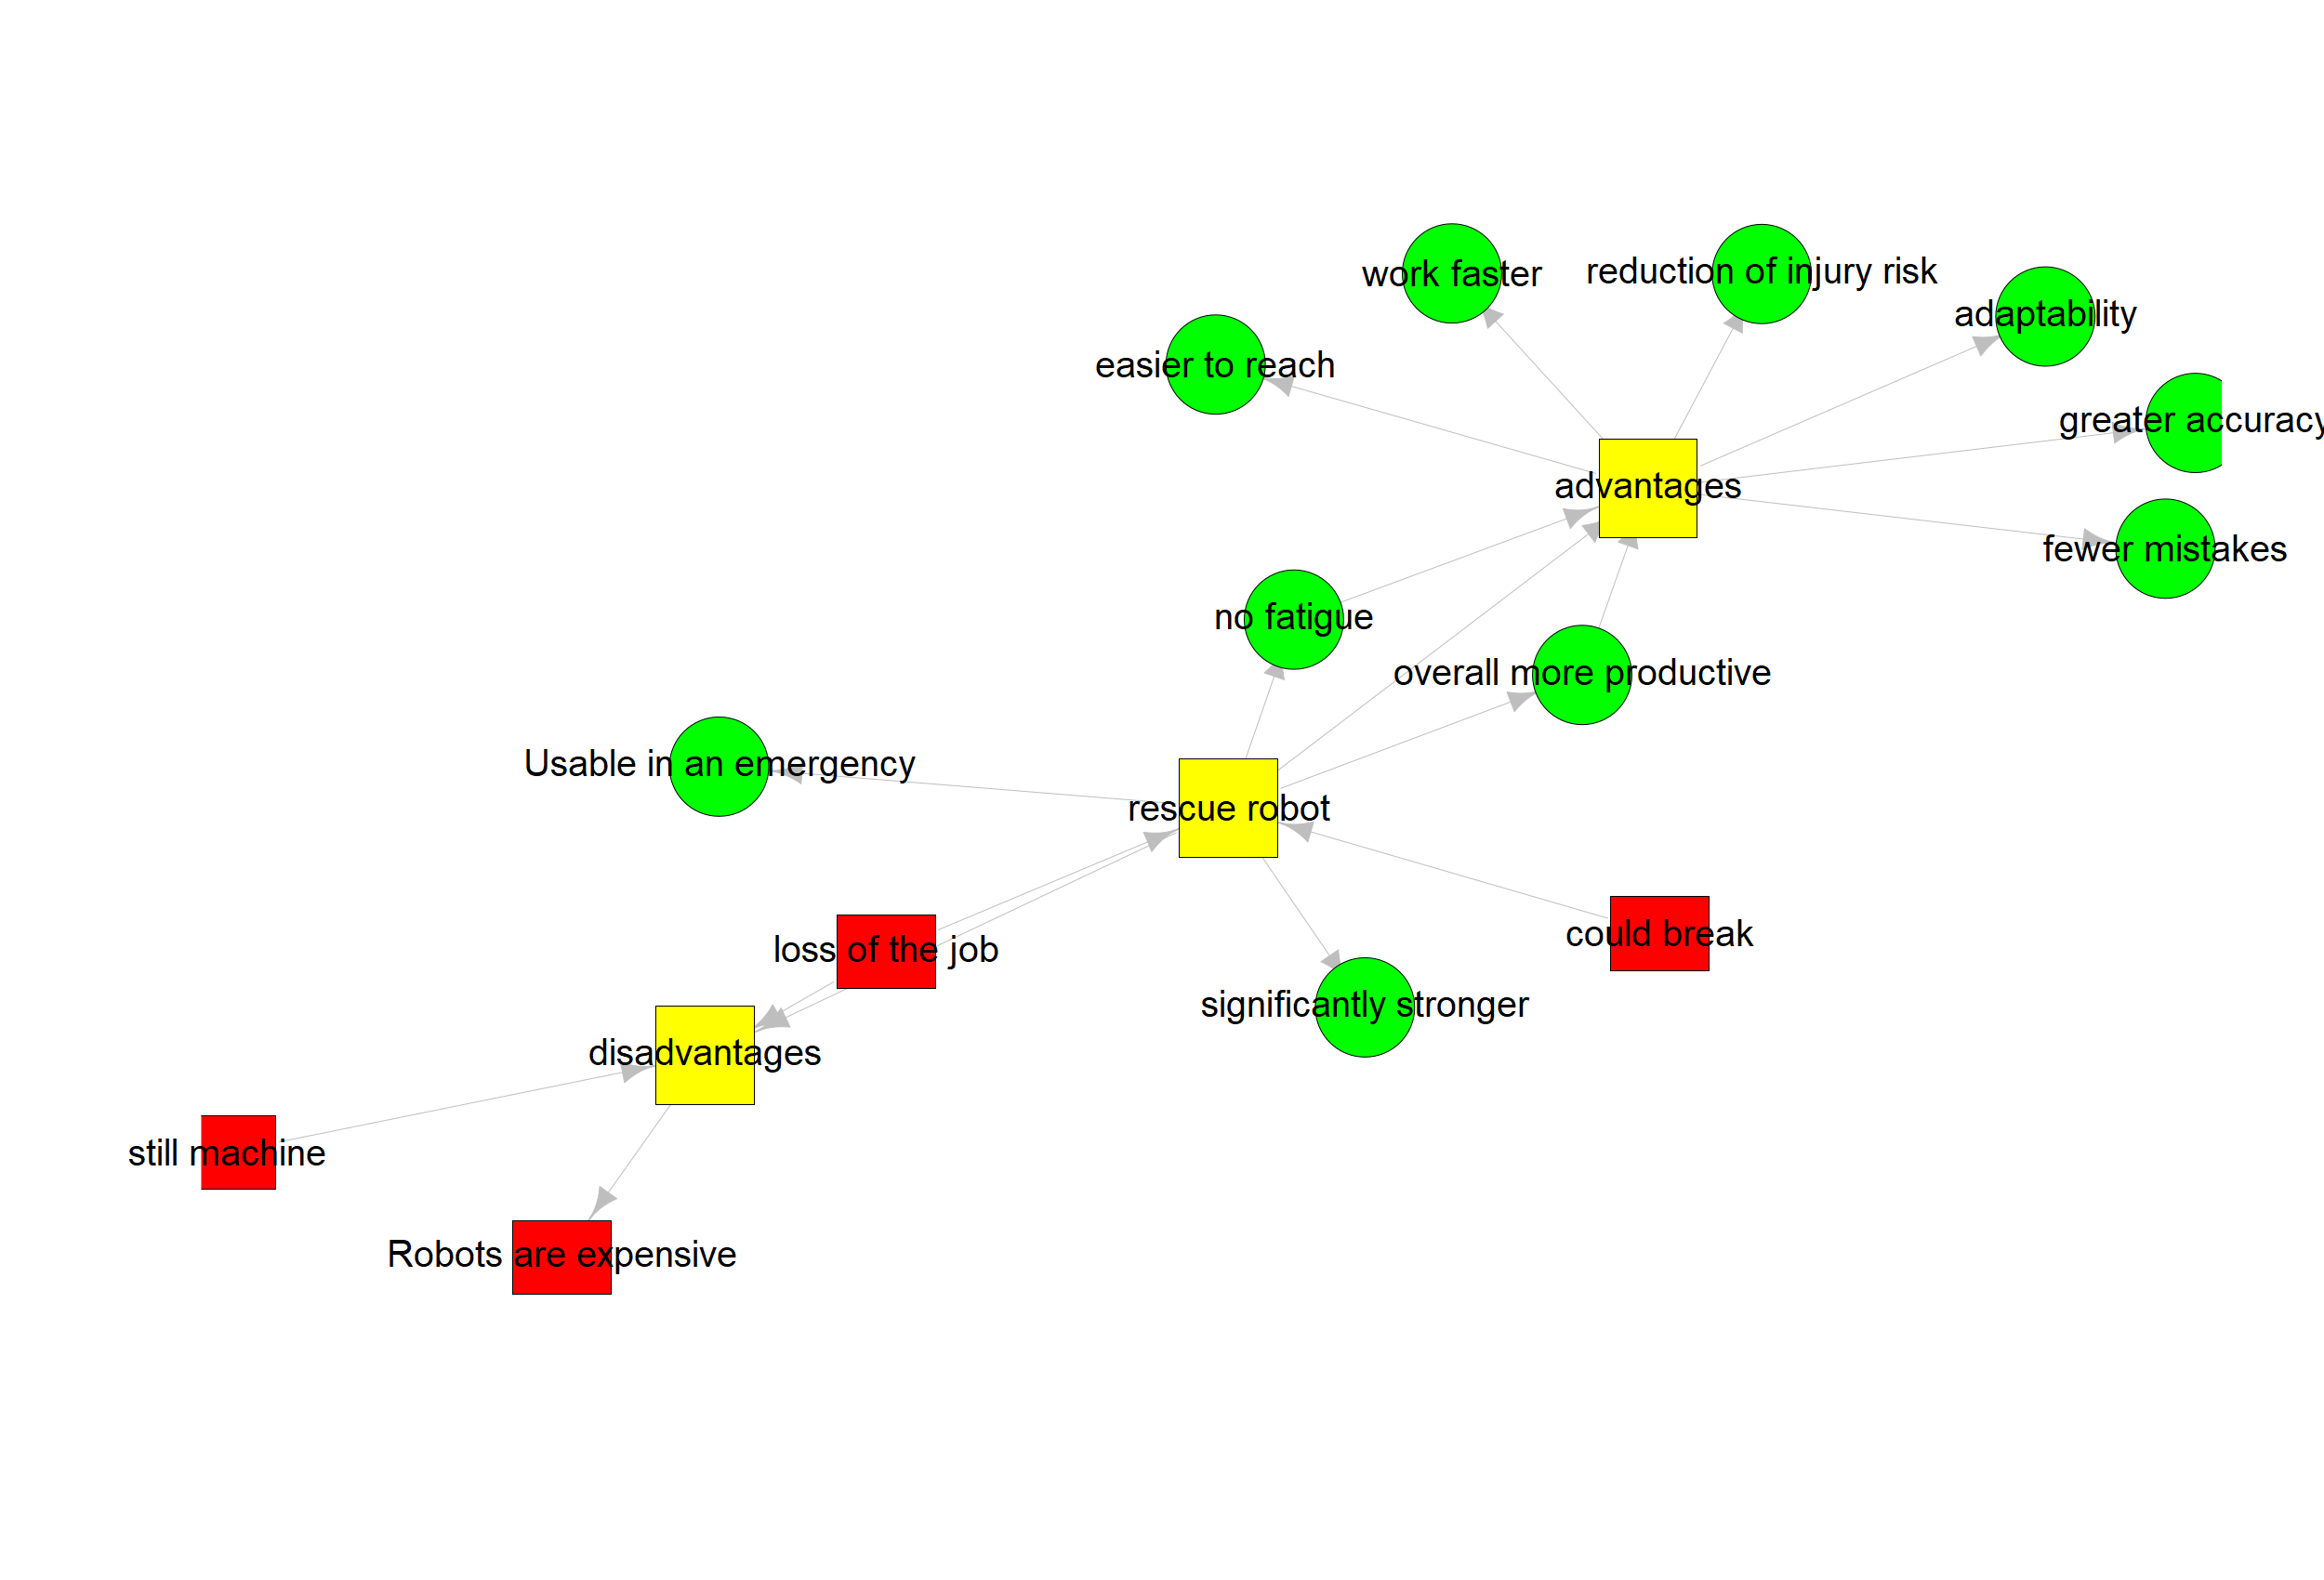 work faster
reduction of injury risk
adaptability
easier to reach
greater accuracy
advantages
fewer mistakes
no fatigue
overall more productive
Usable in an emergency
rescue robot
loss of the job
could break
significantly stronger
disadvantages
still machine
Robots are expensive